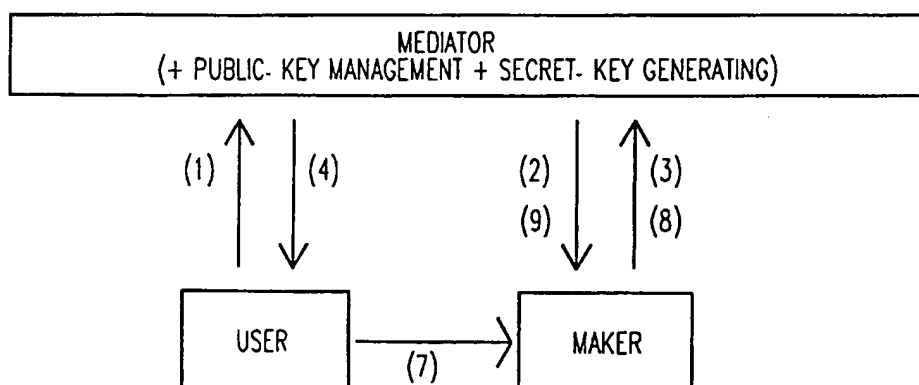 MEDIATOR
(+ PUBLIC- KEY MANAGEMENT + SECRET- KEY GENERATING)
(1) (4) (2) (3)
(9) (8)
USER MAKER
(7)